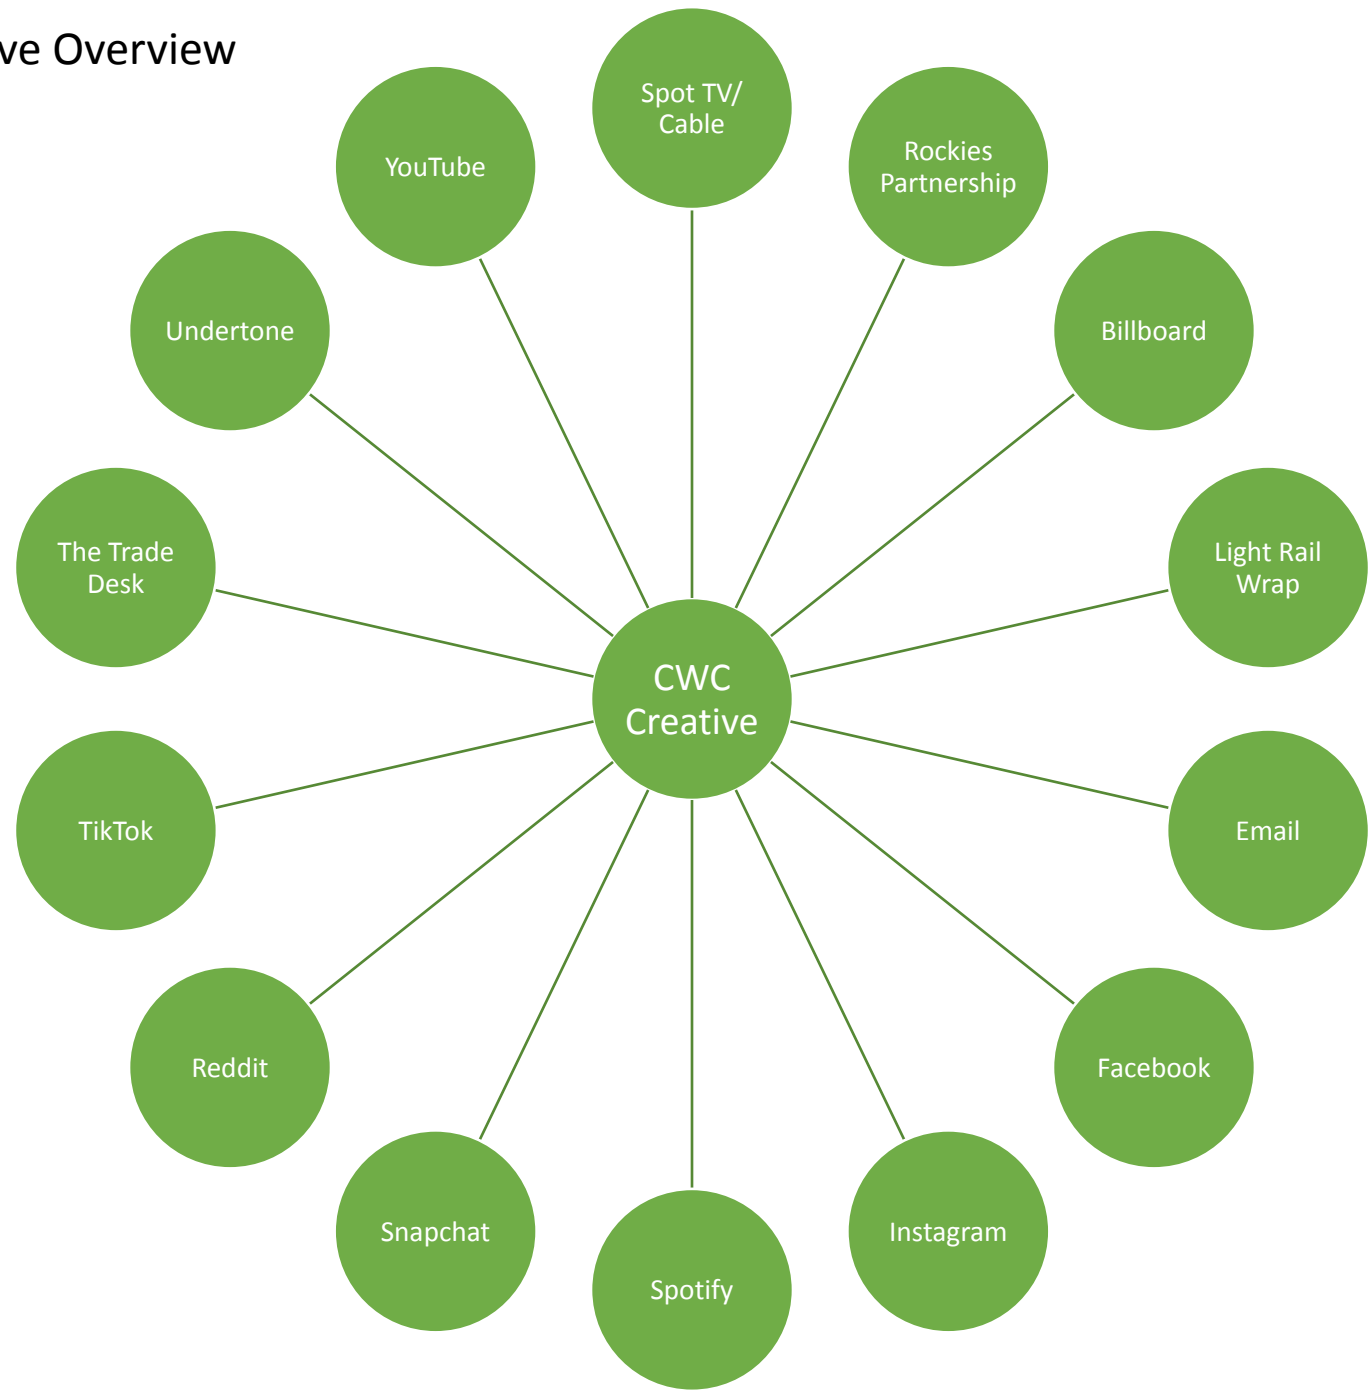 ve Overview
Spot TV/
Cable
Rockies
Partnership
Billboard
Light Rail
Wrap
Email
Facebook
Instagram
Spotify
Snapchat
Reddit
TikTok
The Trade
Desk
Undertone
YouTube
CWC
Creative